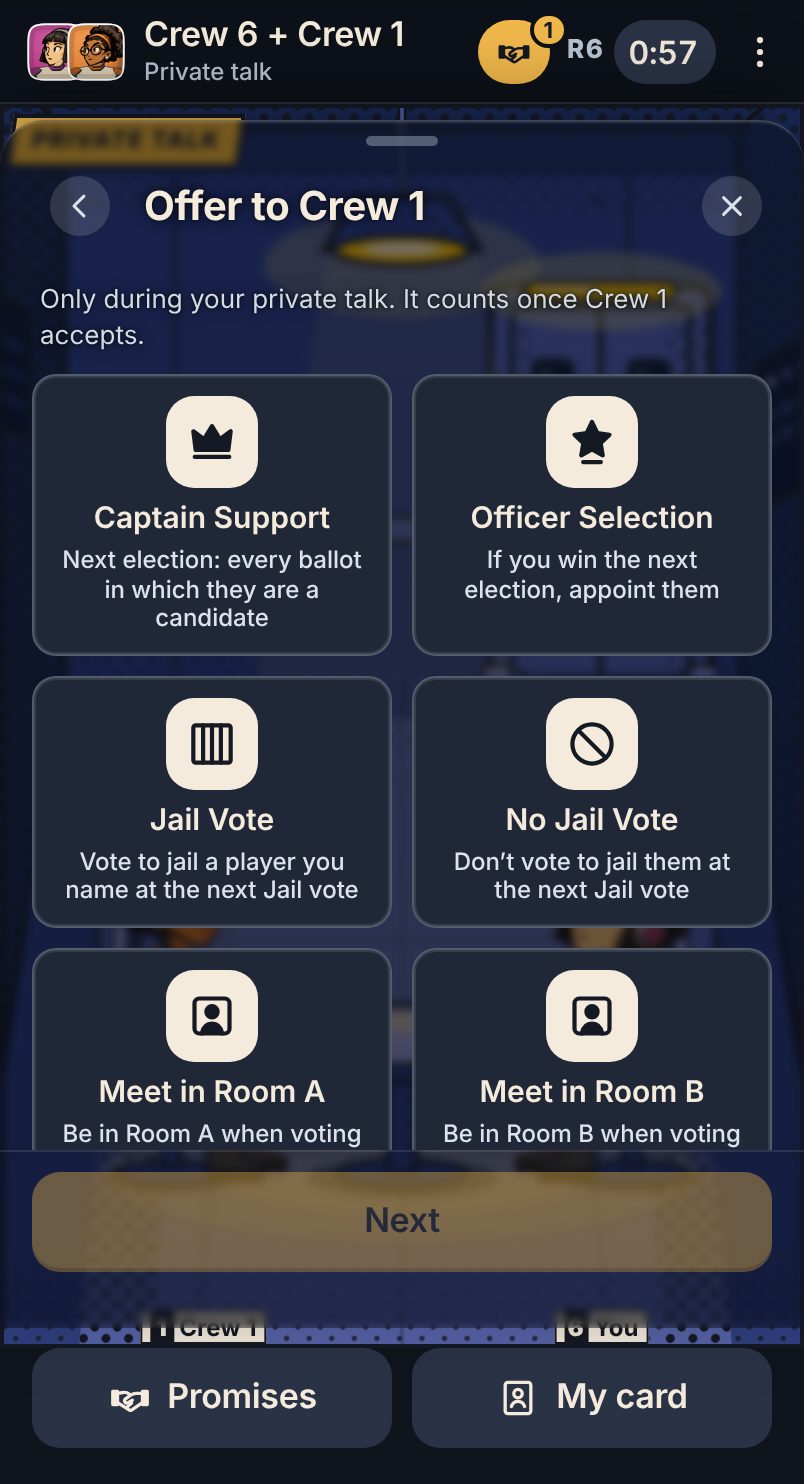 Crew 6 + Crew 1
Private talk
1
R6
0:57
PRIVATE TALK
Offer to Crew 1
Only during your private talk. It counts once Crew 1
accepts.
Captain Support
Next election: every ballot
in which they are a
candidate
Officer Selection
If you win the next
election, appoint them
Jail Vote
Vote to jail a player you
name at the next Jail vote
No Jail Vote
Don’t vote to jail them at
the next Jail vote
Meet in Room A
Be in Room A when voting
Meet in Room B
Be in Room B when voting
Next
1 Crew 1
6 You
Promises
My card